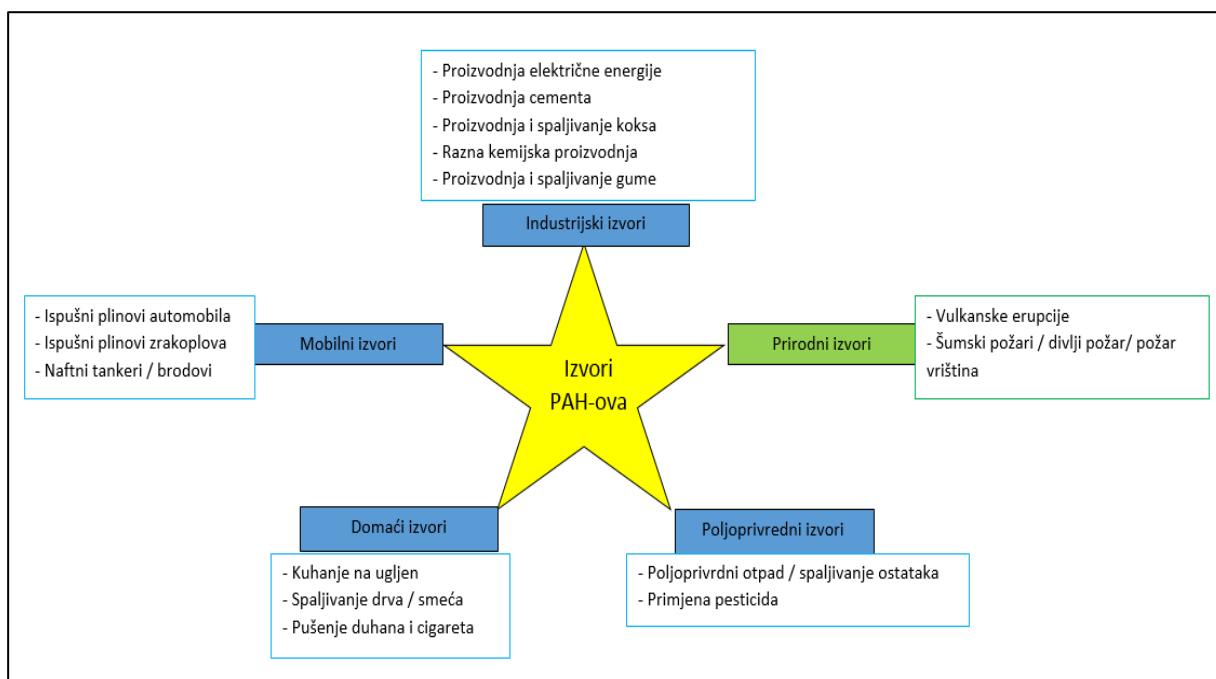 - Proizvodnja električne energije
- Proizvodnja cementa
- Proizvodnja i spaljivanje koksa
- Razna kemijska proizvodnja
- Proizvodnja i spaljivanje gume
Industrijski izvori
- Ispušni plinovi automobila
- Ispušni plinovi zrakoplova
- Naftni tankeri / brodovi
Mobilni izvori
Izvori
PAH-ova
Prirodni izvori
- Vulkanske erupcije
- Šumski požari / divlji požar/ požar
vriština
Domaći izvori
- Kuhanje na ugljen
- Spaljivanje drva / smeća
- Pušenje duhana i cigareta
Poljoprivredni izvori
- Poljoprivrdni otpad / spaljivanje ostataka
- Primjena pesticida